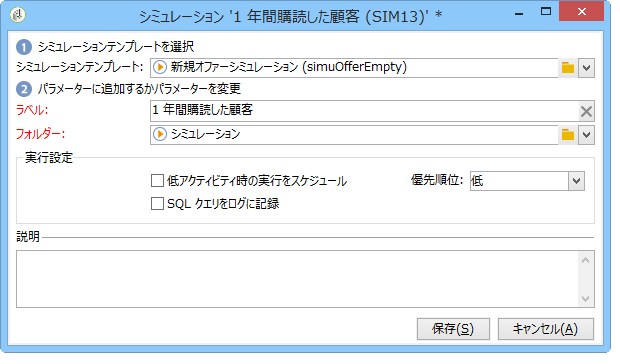 シミュレーション '1 年間購読した顧客 (SIM13)' *
1 シミュレーションテンプレートを選択
シミュレーションテンプレート: 新規オファーシミュレーション (simuOfferEmpty)
2 パラメーターに追加するかパラメーターを変更
ラベル: 1 年間購読した顧客
フォルダー: シミュレーション
実行設定
低アクティビティ時の実行をスケジュール 優先順位: 低
SQL クエリをログに記録
説明
保存(S) キャンセル(A)